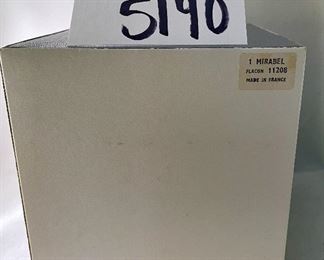 5190
1 MIRABEL
FLACON 11208
MADE IN FRANCE